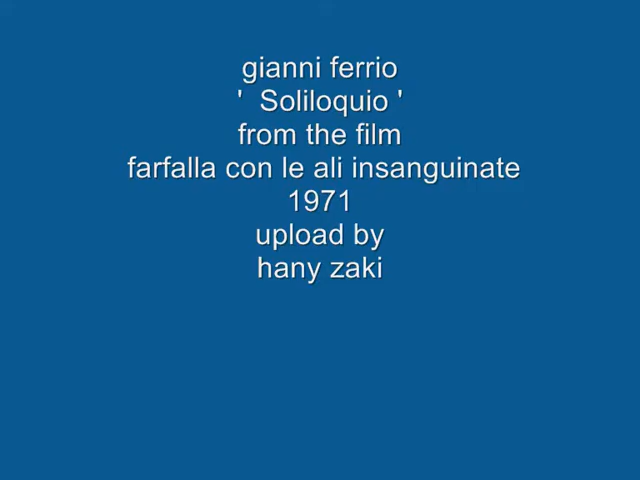 gianni ferrio
'  Soliloquio '
from the film
farfalla con le ali insanguinate
1971
upload by
hany zaki